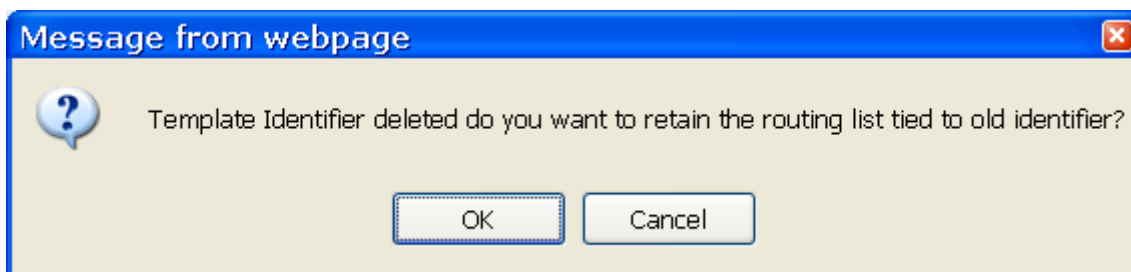 Message from webpage
Template Identifier deleted do you want to retain the routing list tied to old identifier?
OK
Cancel